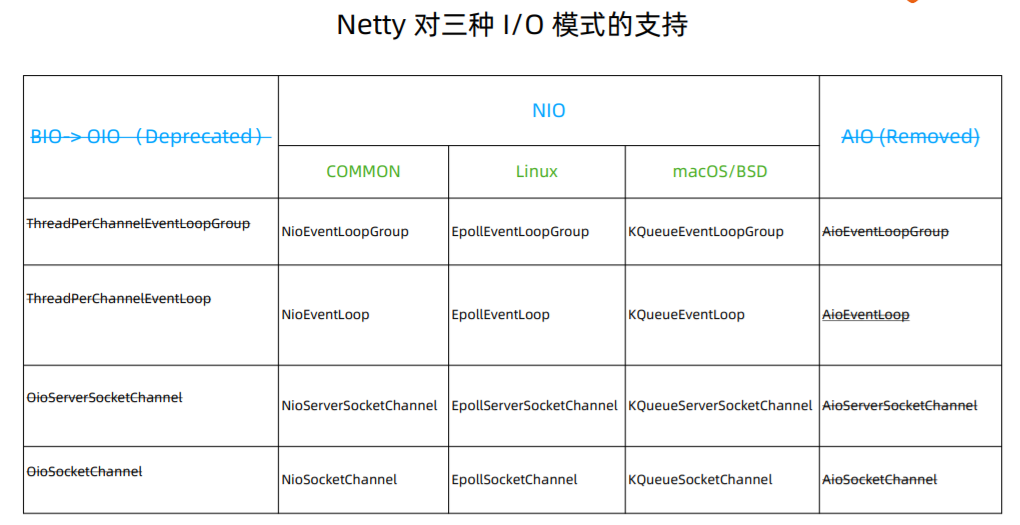 Netty 对三种 I/O 模式的支持
BIO-> OIO （Deprecated）
NIO
AIO (Removed)
COMMON
Linux
macOS/BSD
ThreadPerChannelEventLoopGroup
NioEventLoopGroup
EpollEventLoopGroup
KQueueEventLoopGroup
AioEventLoopGroup
ThreadPerChannelEventLoop
NioEventLoop
EpollEventLoop
KQueueEventLoop
AioEventLoop
OioServerSocketChannel
NioServerSocketChannel
EpollServerSocketChannel
KQueueServerSocketChannel
AioServerSocketChannel
OioSocketChannel
NioSocketChannel
EpollSocketChannel
KQueueSocketChannel
AioSocketChannel